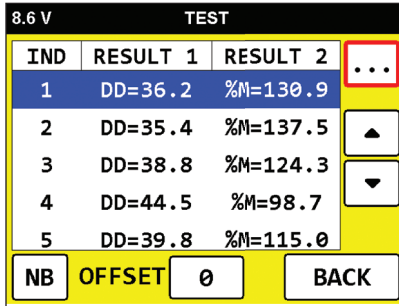 8.6 V TEST
IND RESULT 1 RESULT 2 ...
1 DD=36.2 %M=130.9
2 DD=35.4 %M=137.5
3 DD=38.8 %M=124.3
4 DD=44.5 %M=98.7
5 DD=39.8 %M=115.0
NB OFFSET 0 BACK